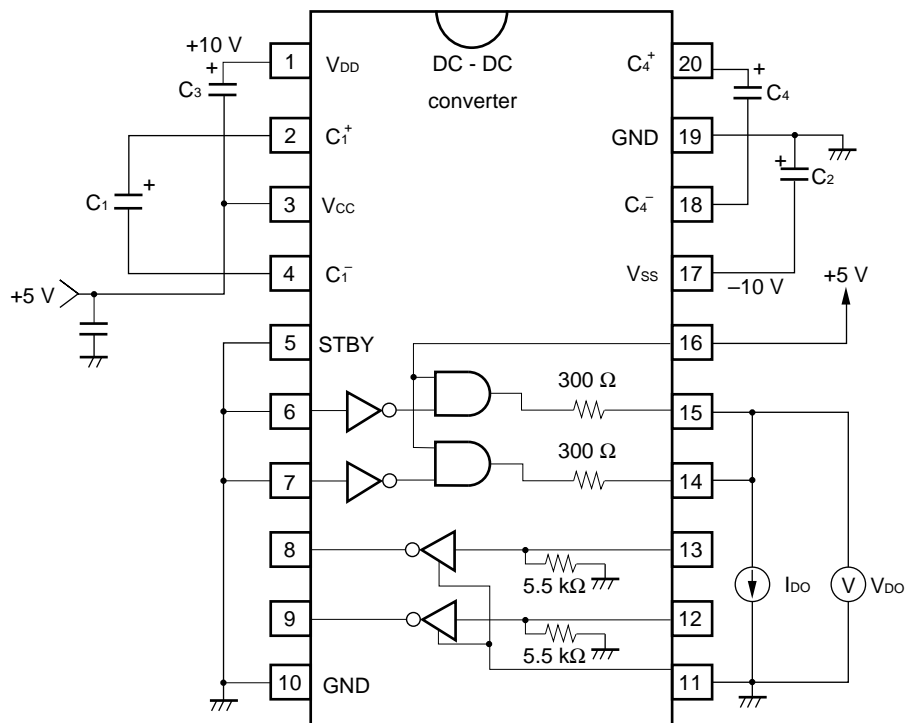 +10 V
1
VDD
DC - DC
converter
C4+
20
C3
C4
2
C1+
GND
19
C1
C2
3
VCC
C4−
18
4
C1−
VSS
17
+5 V
–10 V
+5 V
5
STBY
16
300 Ω
6
15
300 Ω
7
14
8
13
5.5 kΩ
IDO
V
VDO
9
12
5.5 kΩ
10
GND
11